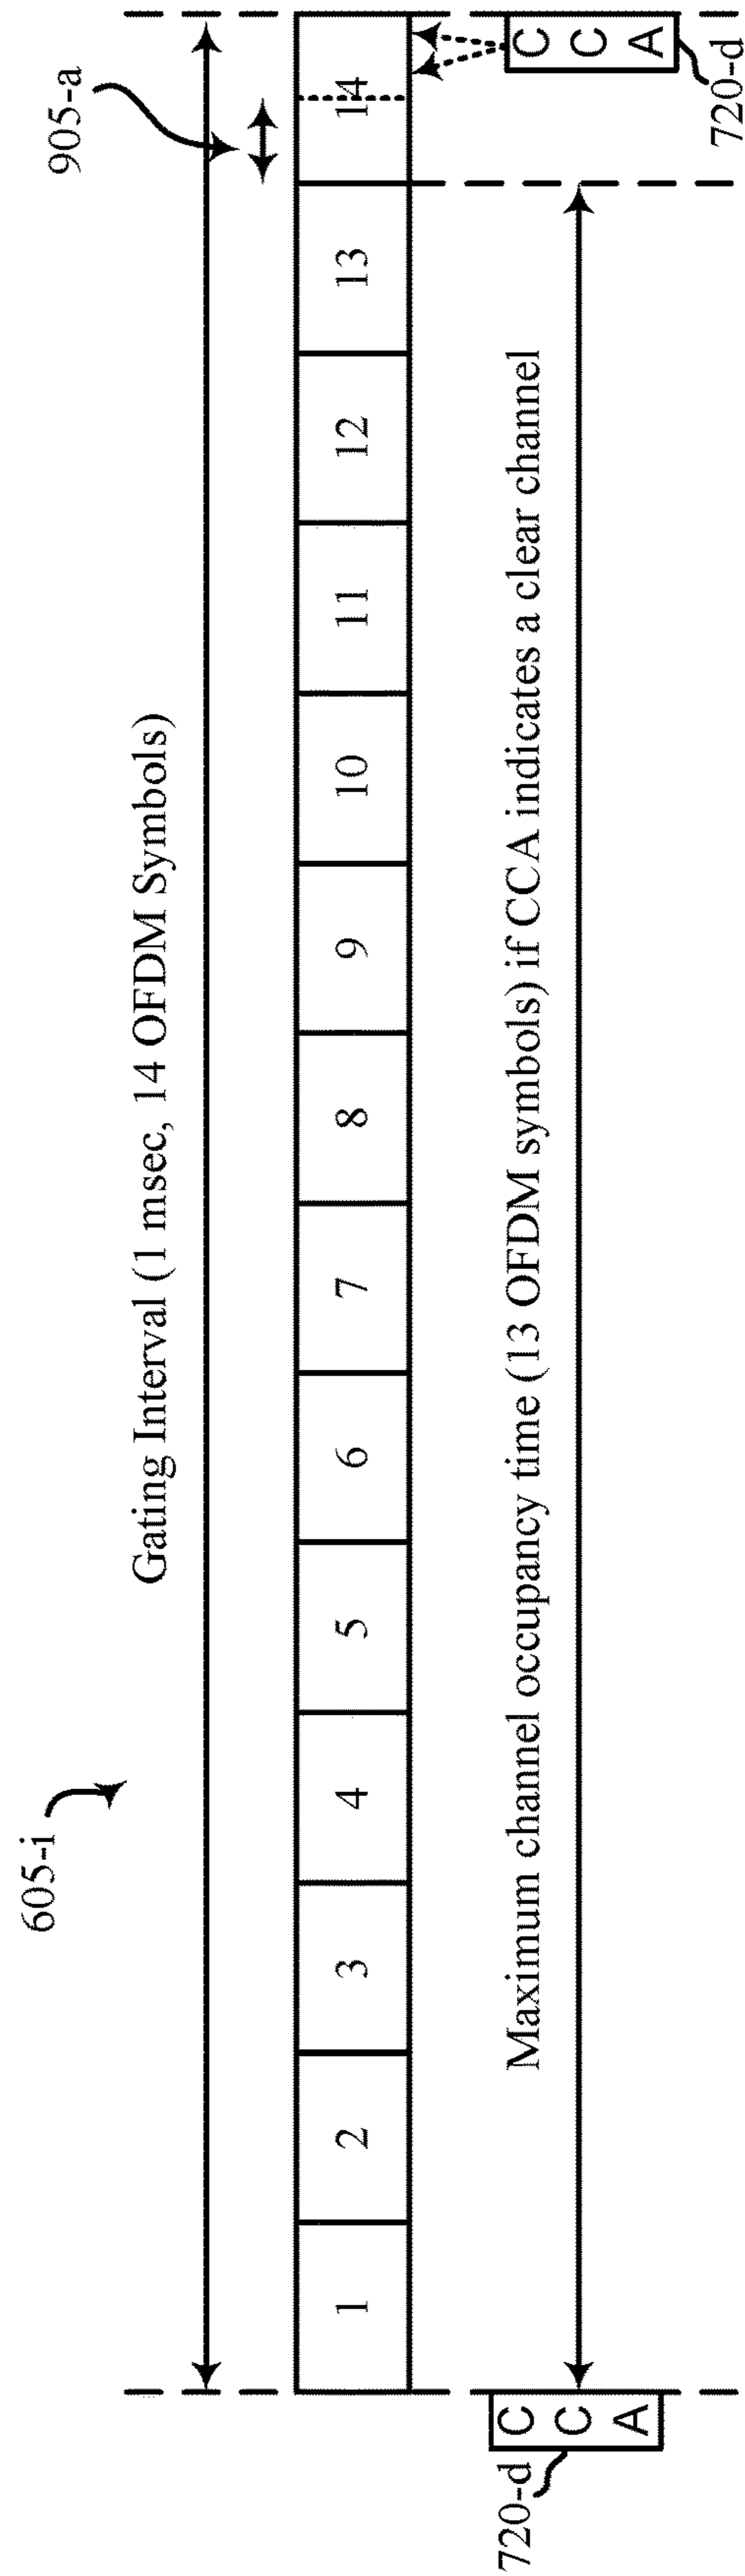 605-i
905-a
Gating Interval (1 msec, 14 OFDM Symbols)
1 2 3 4 5 6 7 8 9 10 11 12 13 14
Maximum channel occupancy time (13 OFDM symbols) if CCA indicates a clear channel
CCA
CCA
720-d
720-d